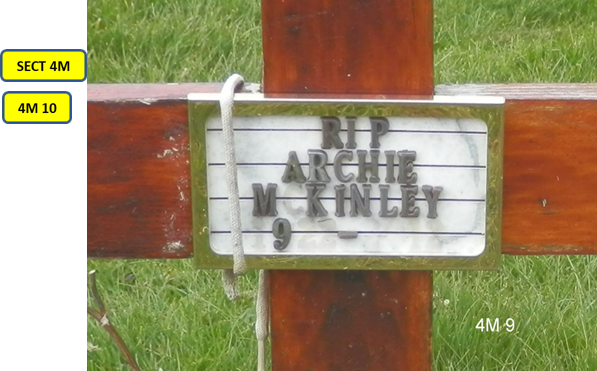 SECT 4M
4M 10
RIP
ARCHIE
M KINLEY
9 -
4M 9